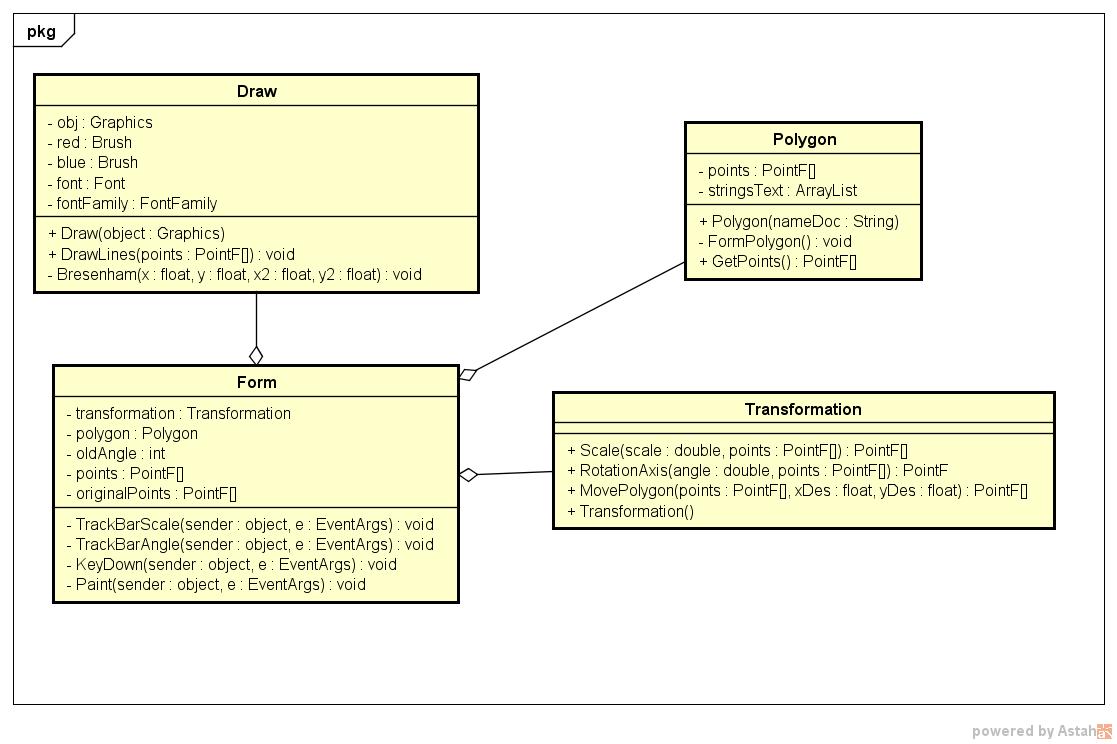 pkg
Draw
- obj : Graphics
- red : Brush
- blue : Brush
- font : Font
- fontFamily : FontFamily
+ Draw(object : Graphics)
+ DrawLines(points : PointF[]) : void
- Bresenham(x : float, y : float, x2 : float, y2 : float) : void
Polygon
- points : PointF[]
- stringsText : ArrayList
+ Polygon(nameDoc : String)
- FormPolygon() : void
+ GetPoints() : PointF[]
Form
- transformation : Transformation
- polygon : Polygon
- oldAngle : int
- points : PointF[]
- originalPoints : PointF[]
- TrackBarScale(sender : object, e : EventArgs) : void
- TrackBarAngle(sender : object, e : EventArgs) : void
- KeyDown(sender : object, e : EventArgs) : void
- Paint(sender : object, e : EventArgs) : void
Transformation
+ Scale(scale : double, points : PointF[]) : PointF[]
+ RotationAxis(angle : double, points : PointF[]) : PointF
+ MovePolygon(points : PointF[], xDes : float, yDes : float) : PointF[]
+ Transformation()
powered by Astah